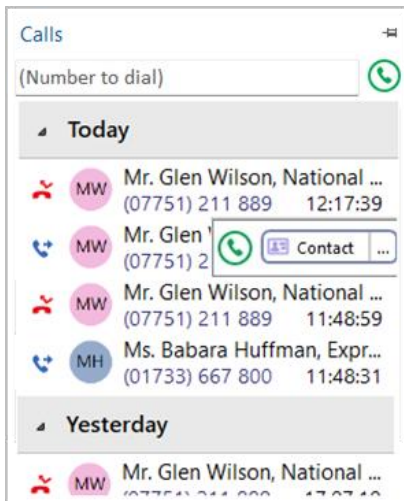 Calls
(Number to dial)
Today
MW Mr. Glen Wilson, National ...
(07751) 211 889 12:17:39
MW Mr. Glen
(07751) 2
Contact ...
MW Mr. Glen Wilson, National ...
(07751) 211 889 11:48:59
MH Ms. Babara Huffman, Expr...
(01733) 667 800 11:48:31
Yesterday
MW Mr. Glen Wilson, National ...